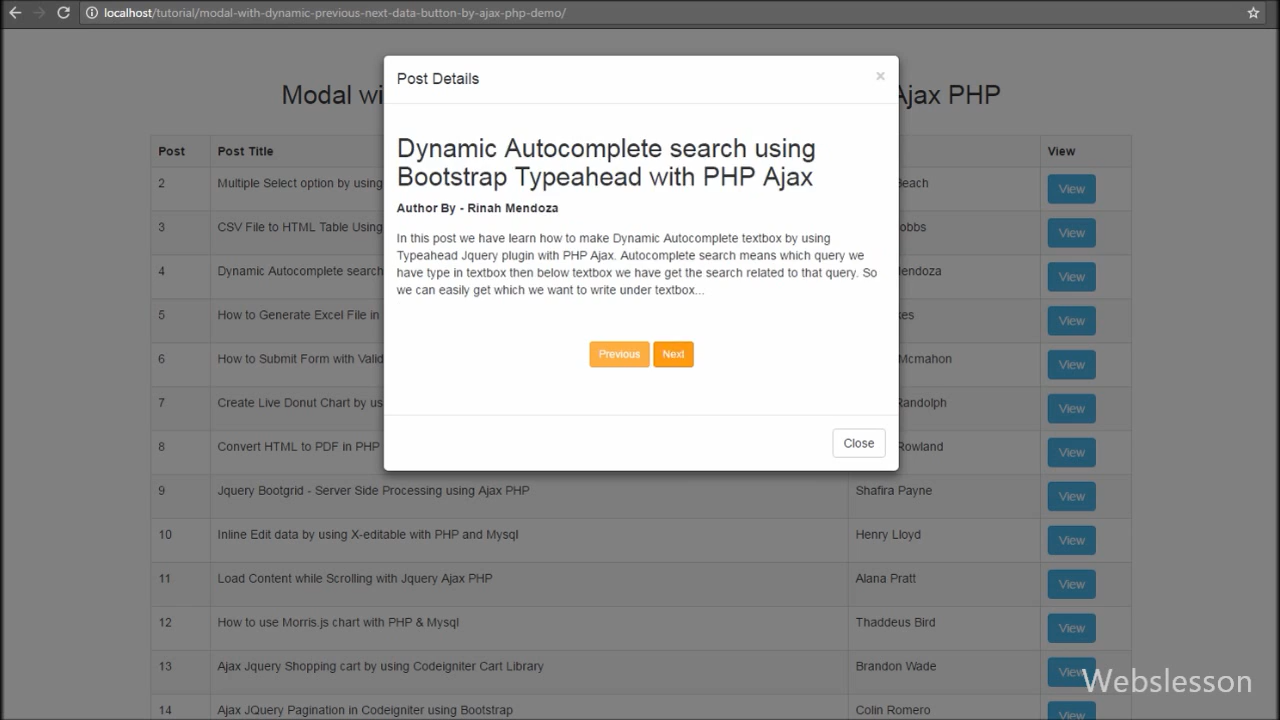 localhost/tutorial/modal-with-dynamic-previous-next-data-button-by-ajax-php-demo/
Modal wi Ajax PHP
Post Details ×
Dynamic Autocomplete search using
Bootstrap Typeahead with PHP Ajax
Author By - Rinah Mendoza
In this post we have learn how to make Dynamic Autocomplete textbox by using
Typeahead Jquery plugin with PHP Ajax. Autocomplete search means which query we
have type in textbox then below textbox we have get the search related to that query. So
we can easily get which we want to write under textbox...
Previous Next
Close
Post Post Title View
2 Multiple Select option by using Beach View
3 CSV File to HTML Table Using obbs View
4 Dynamic Autocomplete search endoza View
5 How to Generate Excel File in kes View
6 How to Submit Form with Valid Mcmahon View
7 Create Live Donut Chart by us Randolph View
8 Convert HTML to PDF in PHP Rowland View
9 Jquery Bootgrid - Server Side Processing using Ajax PHP Shafira Payne View
10 Inline Edit data by using X-editable with PHP and Mysql Henry Lloyd View
11 Load Content while Scrolling with Jquery Ajax PHP Alana Pratt View
12 How to use Morris.js chart with PHP & Mysql Thaddeus Bird View
13 Ajax Jquery Shopping cart by using Codeigniter Cart Library Brandon Wade View
14 Ajax JQuery Pagination in Codeigniter using Bootstrap Colin Romero View
Webslesson